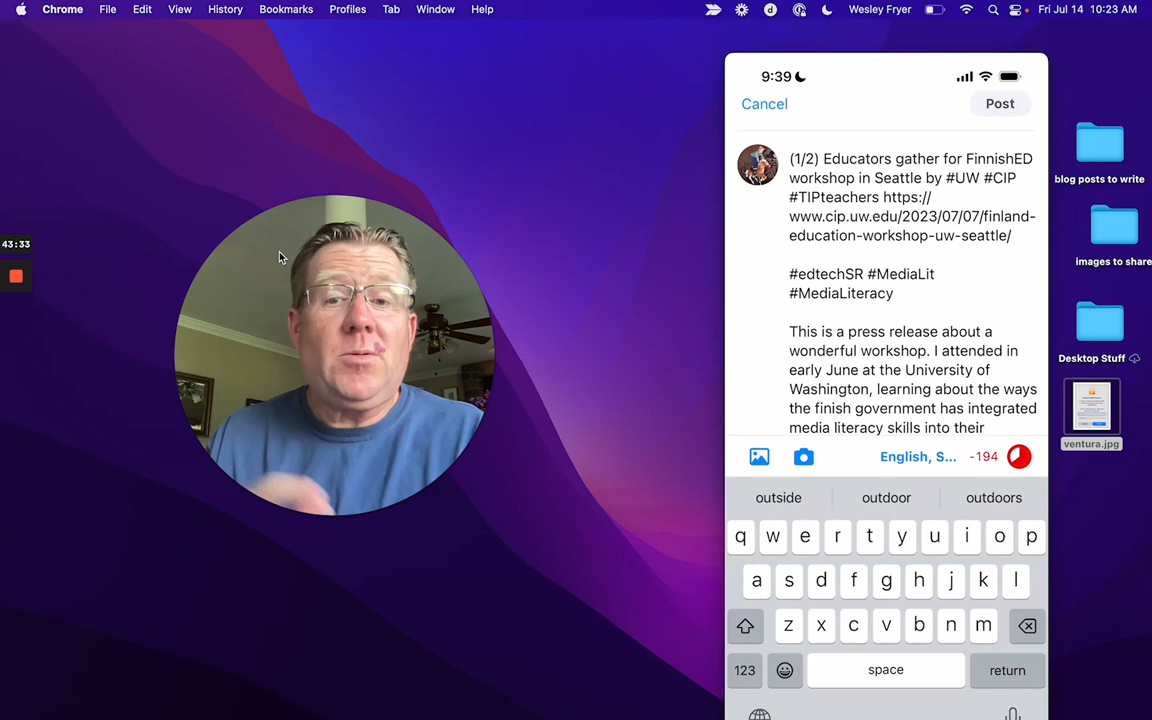 Chrome File Edit View History Bookmarks Profiles Tab Window Help d Wesley Fryer Fri Jul 14 10:23 AM
9:39
Cancel Post
(1/2) Educators gather for FinnishED
workshop in Seattle by #UW #CIP
#TIPteachers https://
www.cip.uw.edu/2023/07/07/finland-
education-workshop-uw-seattle/
#edtechSR #MediaLit
#MediaLiteracy
This is a press release about a
wonderful workshop. I attended in
early June at the University of
Washington, learning about the ways
the finish government has integrated
media literacy skills into their
English, S... -194
outside outdoor outdoors
q w e r t y u i o p
a s d f g h j k l
z x c v b n m
123 space return
43:33
blog posts to write
images to share
Desktop Stuff
ventura.jpg